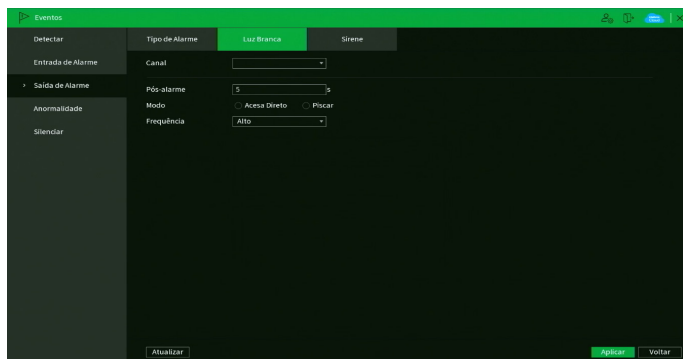 Eventos
Detectar
Entrada de Alarme
Saída de Alarme
Anormalidade
Silenciar
Tipo de Alarme
Luz Branca
Sirene
Canal
Pós-alarme 5 s
Modo Acesa Direto Piscar
Frequência Alto
Atualizar
Aplicar
Voltar